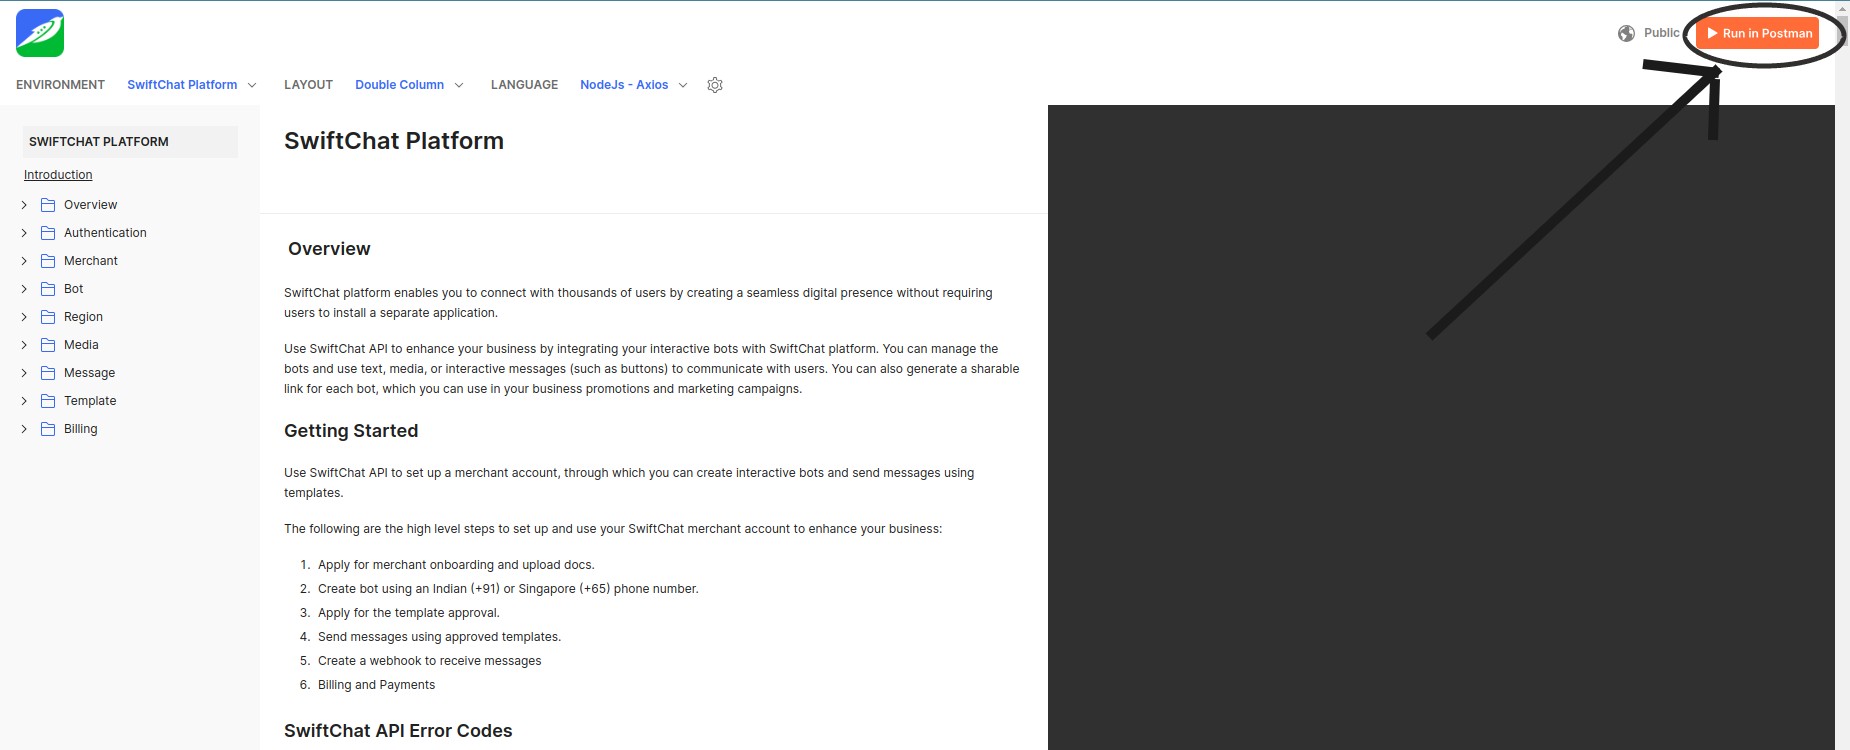 Public
Run in Postman
ENVIRONMENT SwiftChat Platform LAYOUT Double Column LANGUAGE NodeJs - Axios
SWIFTCHAT PLATFORM
Introduction
Overview
Authentication
Merchant
Bot
Region
Media
Message
Template
Billing
SwiftChat Platform
Overview
SwiftChat platform enables you to connect with thousands of users by creating a seamless digital presence without requiring
users to install a separate application.
Use SwiftChat API to enhance your business by integrating your interactive bots with SwiftChat platform. You can manage the
bots and use text, media, or interactive messages (such as buttons) to communicate with users. You can also generate a sharable
link for each bot, which you can use in your business promotions and marketing campaigns.
Getting Started
Use SwiftChat API to set up a merchant account, through which you can create interactive bots and send messages using
templates.
The following are the high level steps to set up and use your SwiftChat merchant account to enhance your business:
1. Apply for merchant onboarding and upload docs.
2. Create bot using an Indian (+91) or Singapore (+65) phone number.
3. Apply for the template approval.
4. Send messages using approved templates.
5. Create a webhook to receive messages
6. Billing and Payments
SwiftChat API Error Codes